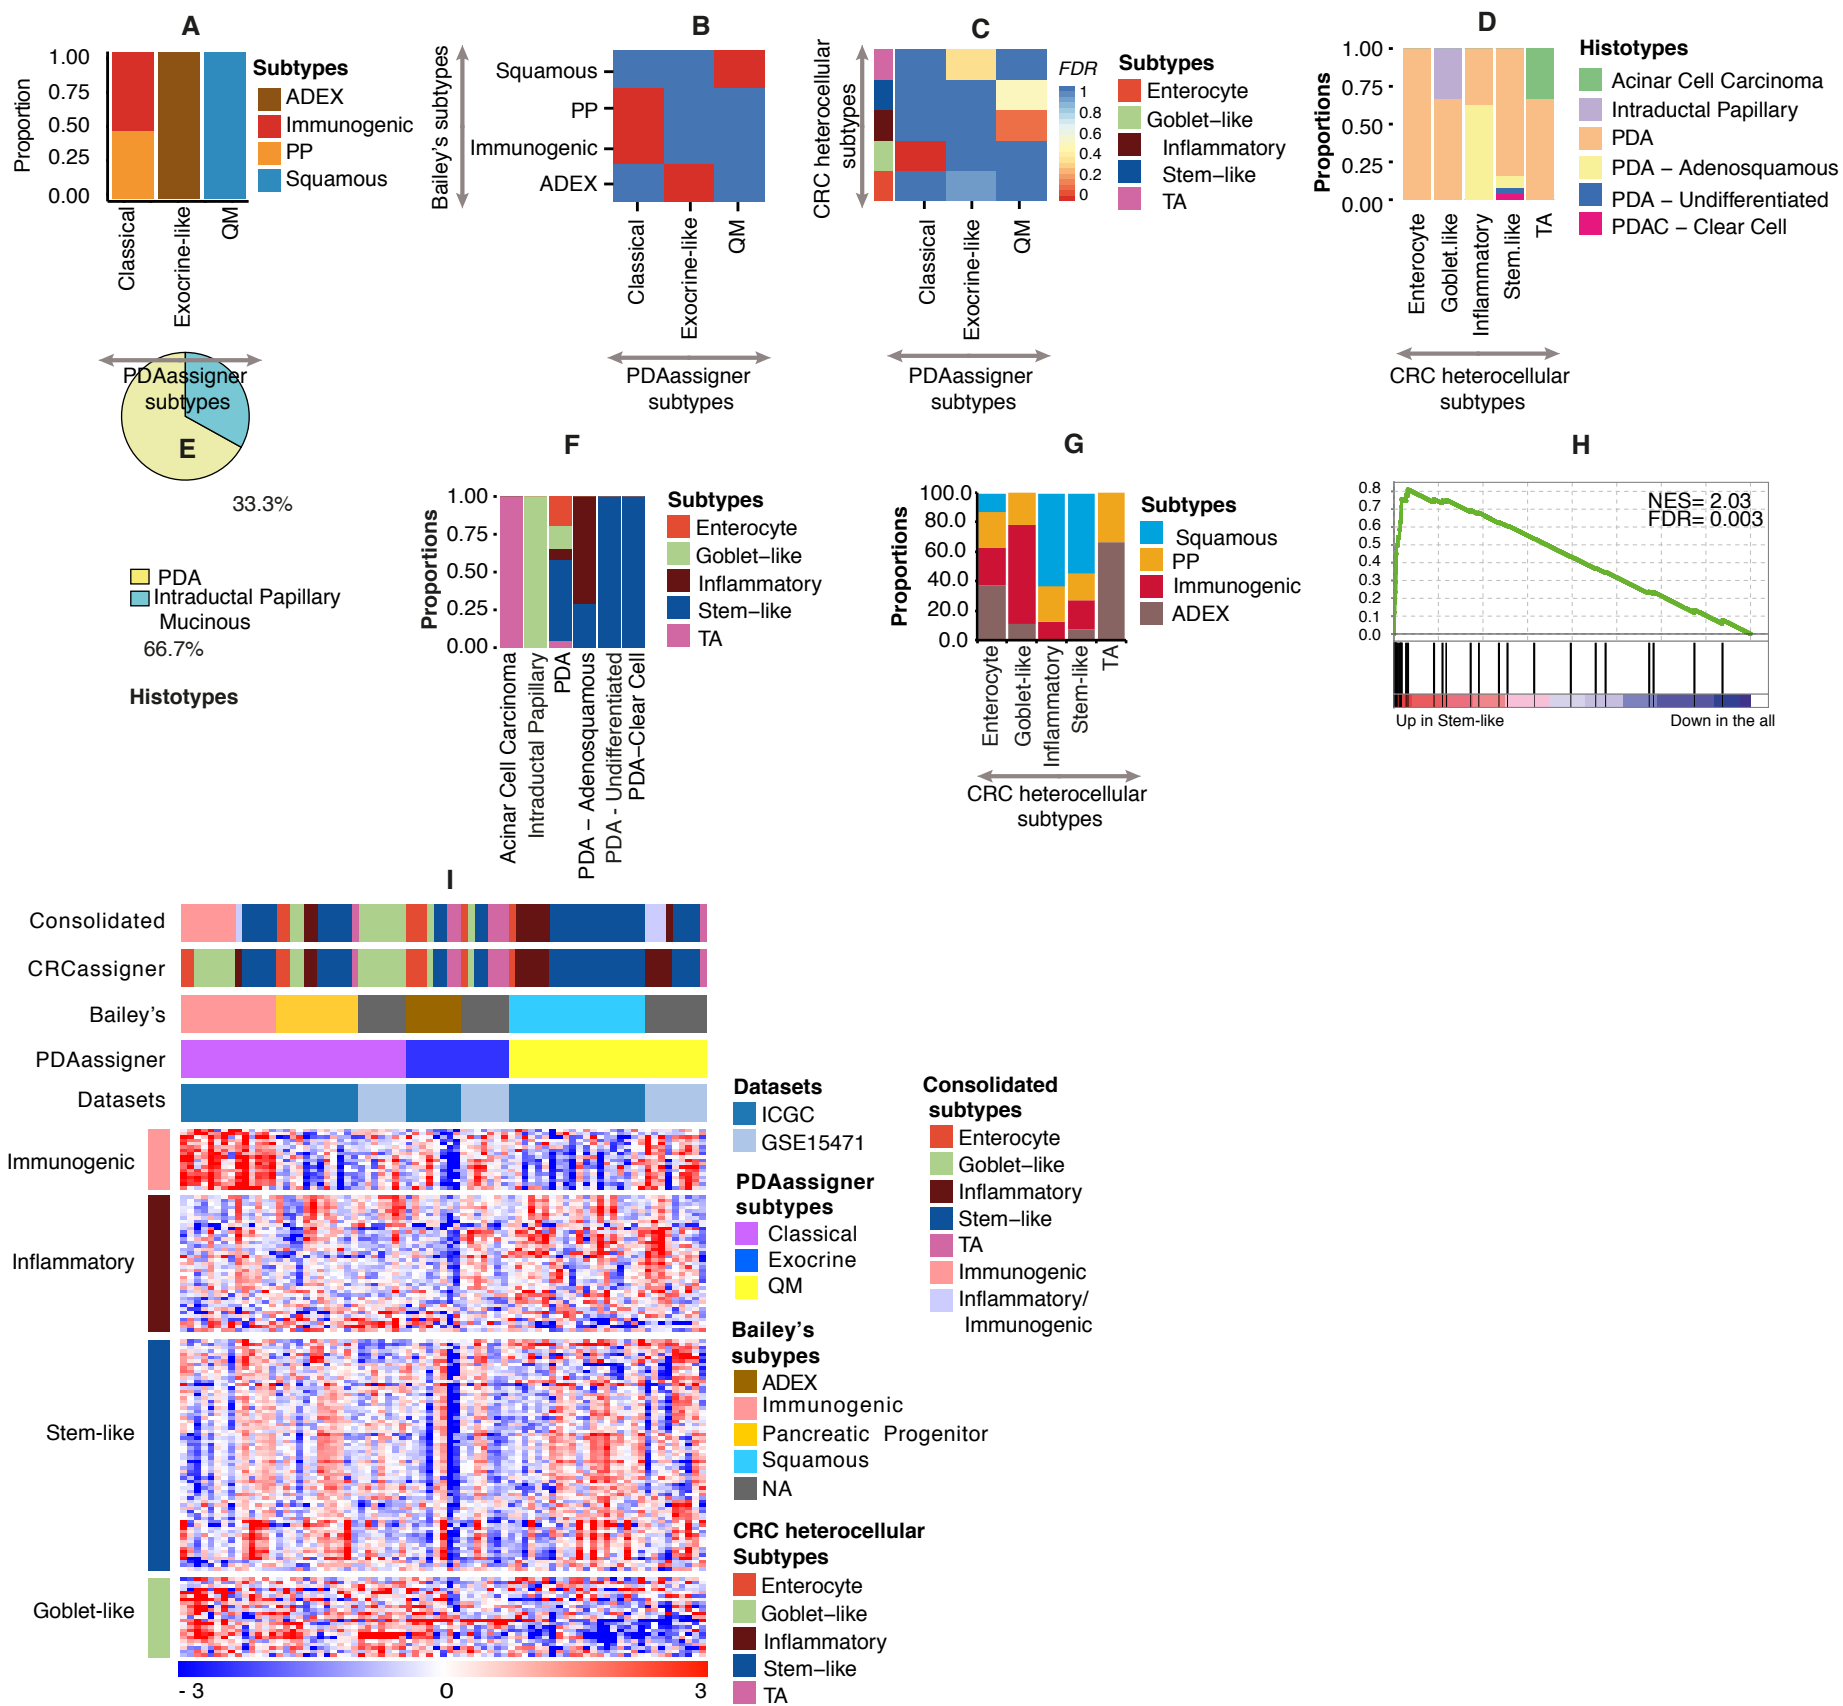 A
1.00
0.75
0.50
0.25
0.00
Proportion
Subtypes
ADEX
Immunogenic
PP
Squamous
Classical
Exocrine-like
QM
PDAassigner
subtypes
B
Bailey's subtypes
Squamous
PP
Immunogenic
ADEX
Classical
Exocrine-like
QM
PDAassigner
subtypes
C
CRC heterocellular
subtypes
FDR
1
0.8
0.6
0.4
0.2
0
Subtypes
Enterocyte
Goblet-like
Inflammatory
Stem-like
TA
Classical
Exocrine-like
QM
PDAassigner
subtypes
D
Proportions
1.00
0.75
0.50
0.25
0.00
Histotypes
Acinar Cell Carcinoma
Intraductal Papillary
PDA
PDA – Adenosquamous
PDA – Undifferentiated
PDAC – Clear Cell
Enterocyte
Goblet.like
Inflammatory
Stem.like
TA
CRC heterocellular
subtypes
E
33.3%
PDA
Intraductal Papillary
Mucinous
66.7%
Histotypes
F
Proportions
1.00
0.75
0.50
0.25
0.00
Subtypes
Enterocyte
Goblet–like
Inflammatory
Stem–like
TA
Acinar Cell Carcinoma
Intraductal Papillary
PDA
PDA – Adenosquamous
PDA - Undifferentiated
PDA–Clear Cell
G
Proportions
100.0
80.0
60.0
40.0
20.0
0.0
Subtypes
Squamous
PP
Immunogenic
ADEX
Enterocyte
Goblet-like
Inflammatory
Stem-like
TA
CRC heterocellular
subtypes
H
0.8
0.7
0.6
0.5
0.4
0.3
0.2
0.1
0.0
NES= 2.03
FDR= 0.003
Up in Stem-like
Down in the all
I
Consolidated
CRCassigner
Bailey's
PDAassigner
Datasets
Immunogenic
Inflammatory
Stem-like
Goblet-like
- 3
0
3
Datasets
ICGC
GSE15471
PDAassigner
subtypes
Classical
Exocrine
QM
Bailey's
subypes
ADEX
Immunogenic
Pancreatic Progenitor
Squamous
NA
CRC heterocellular
Subtypes
Enterocyte
Goblet–like
Inflammatory
Stem–like
TA
Consolidated
subtypes
Enterocyte
Goblet–like
Inflammatory
Stem–like
TA
Immunogenic
Inflammatory/
Immunogenic